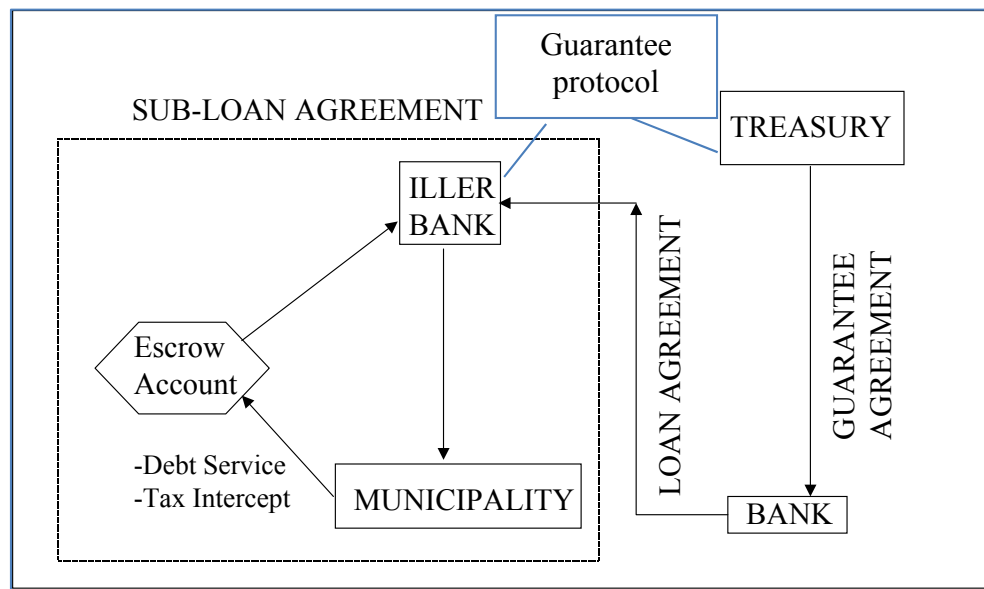 Guarantee
protocol
SUB-LOAN AGREEMENT
TREASURY
ILLER
BANK
LOAN AGREEMENT
GUARANTEE
AGREEMENT
Escrow
Account
-Debt Service
-Tax Intercept
MUNICIPALITY
BANK